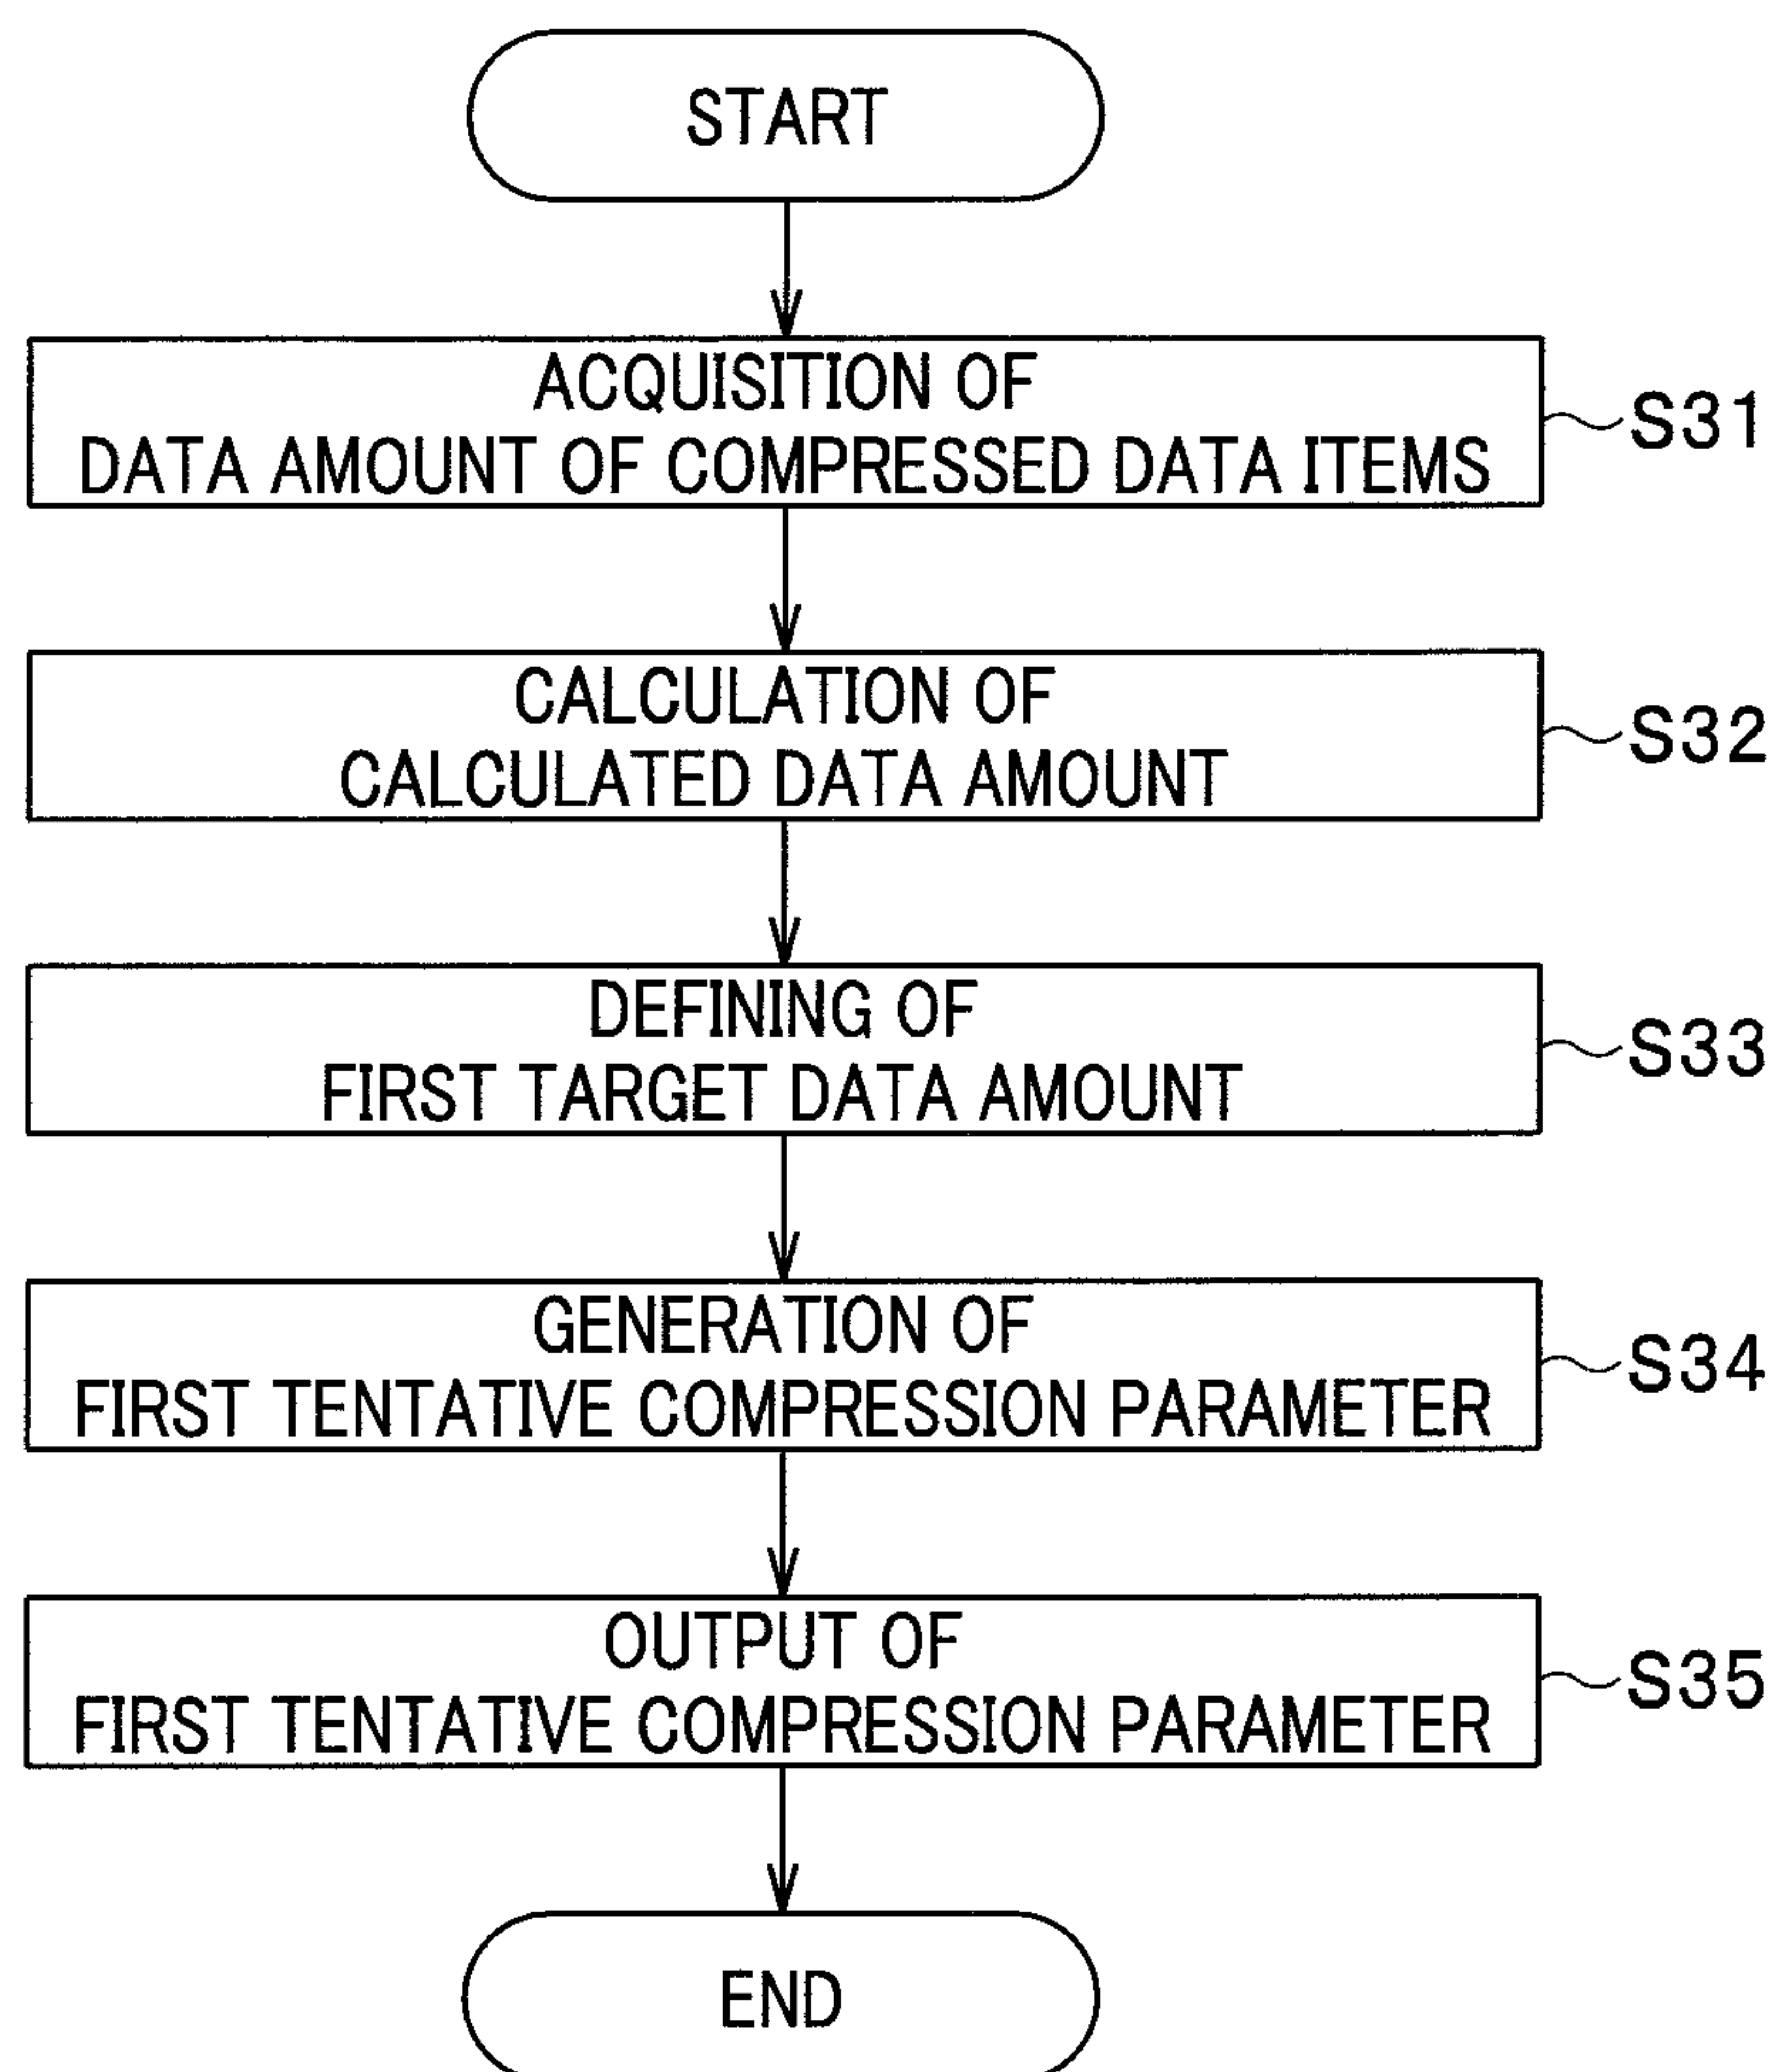 START
ACQUISITION OF
DATA AMOUNT OF COMPRESSED DATA ITEMS
S31
CALCULATION OF
CALCULATED DATA AMOUNT
S32
DEFINING OF
FIRST TARGET DATA AMOUNT
S33
GENERATION OF
FIRST TENTATIVE COMPRESSION PARAMETER
S34
OUTPUT OF
FIRST TENTATIVE COMPRESSION PARAMETER
S35
END